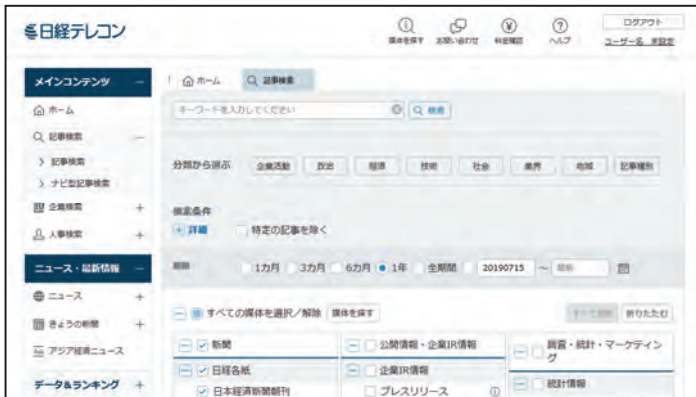 日経テレコン
媒体を探す お問い合わせ 料金確認 ヘルプ
ログアウト
ユーザー名 未設定
メインコンテンツ
ホーム
記事検索
記事検索
ナビ型記事検索
企業検索
人事検索
ニュース・最新情報
ニュース
きょうの新聞
アジア経済ニュース
データ&ランキング
ホーム 記事検索
キーワードを入力してください 検索
分類から選ぶ 企業活動 政治 経済 技術 社会 業界 地域 記事種別
検索条件
詳細 特定の記事を除く
期間 1カ月 3カ月 6カ月 1年 全期間 20190715 ～ 最新
すべての媒体を選択／解除 媒体を探す 折りたたむ
新聞 公開情報・企業IR情報 調査・統計・マーケティン
グ
日経各紙 企業IR情報 統計情報
日本経済新聞朝刊 プレスリリース